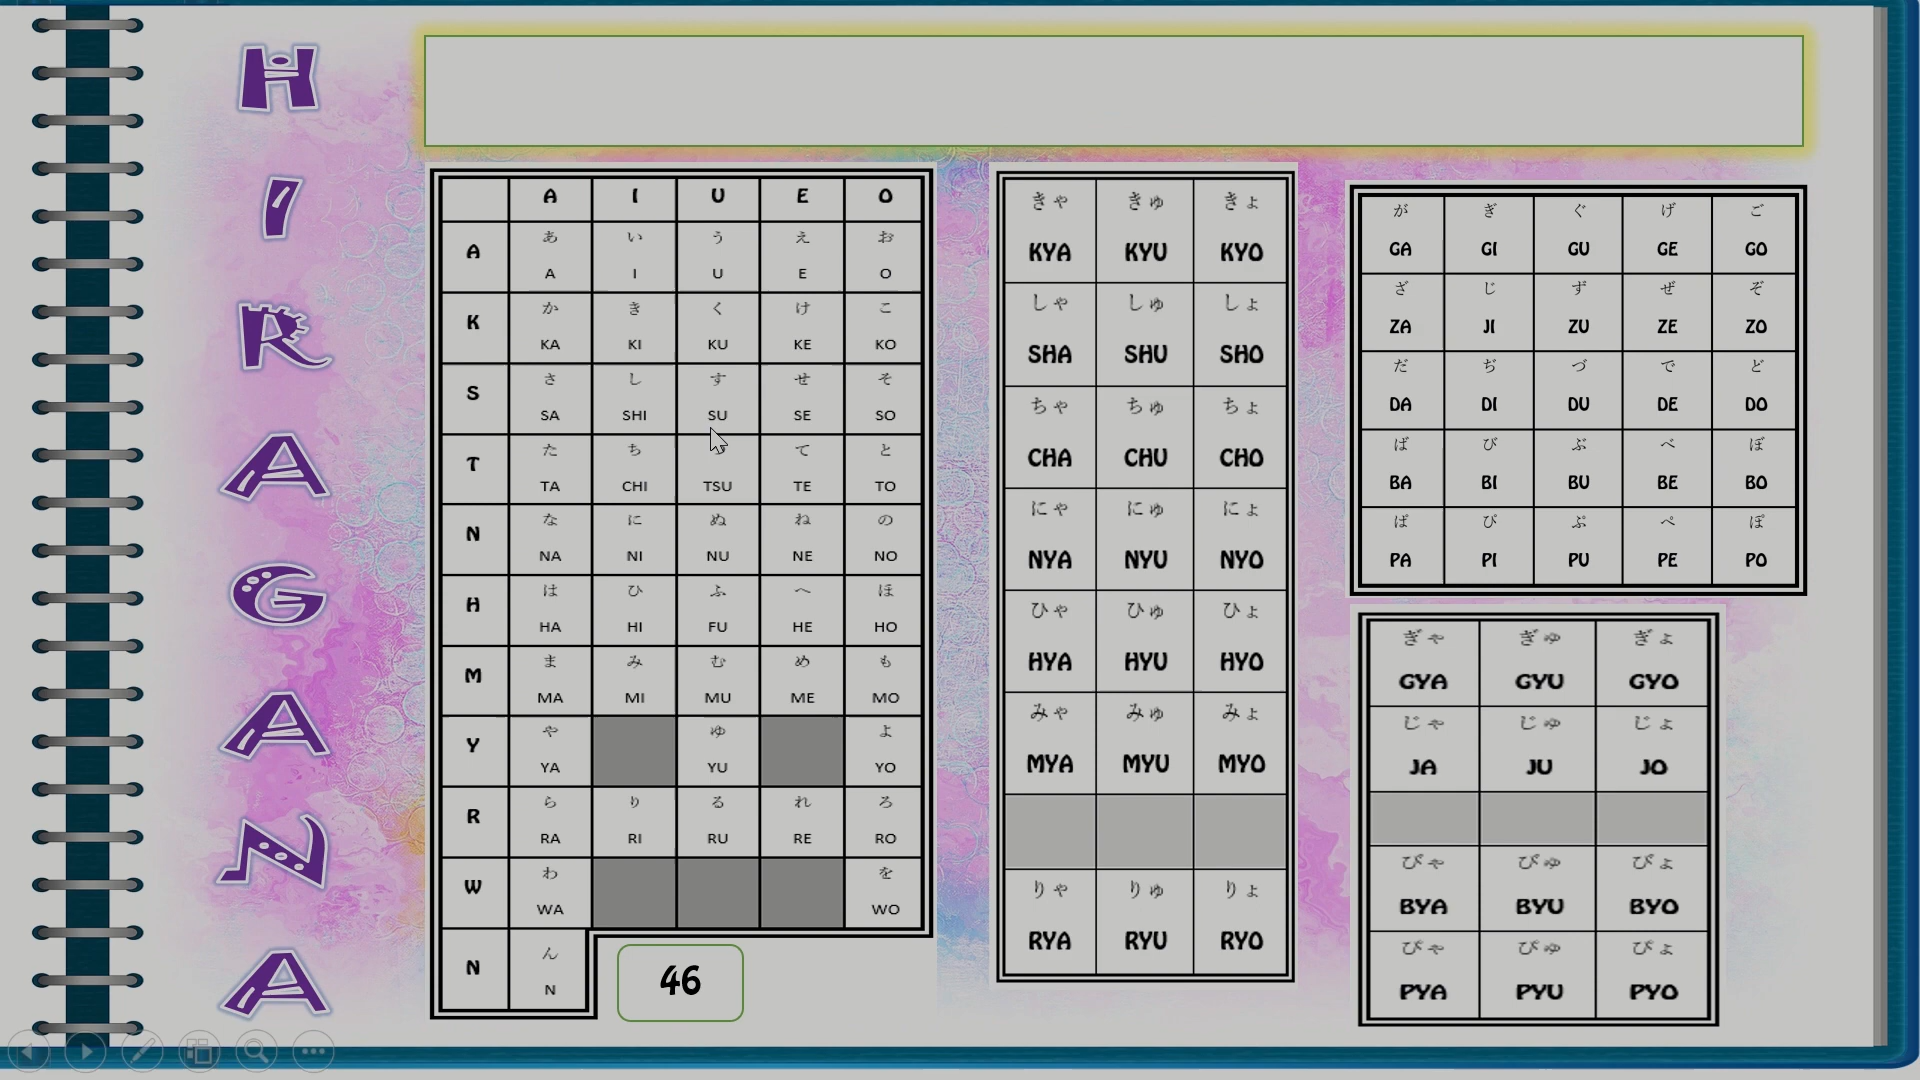 HIRAGANA
A I U E O
A あ い う え お
A I U E O
K か き く け こ
KA KI KU KE KO
S さ し す せ そ
SA SHI SU SE SO
T た ち て と
TA CHI TSU TE TO
N な に ぬ ね の
NA NI NU NE NO
H は ひ ふ へ ほ
HA HI FU HE HO
M ま み む め も
MA MI MU ME MO
Y や ゆ よ
YA YU YO
R ら り る れ ろ
RA RI RU RE RO
W わ を
WA WO
N ん
N
46
きゃ きゅ きょ
KYA KYU KYO
しゃ しゅ しょ
SHA SHU SHO
ちゃ ちゅ ちょ
CHA CHU CHO
にゃ にゅ にょ
NYA NYU NYO
ひゃ ひゅ ひょ
HYA HYU HYO
みゃ みゅ みょ
MYA MYU MYO
りゃ りゅ りょ
RYA RYU RYO
が ぎ ぐ げ ご
GA GI GU GE GO
ざ じ ず ぜ ぞ
ZA JI ZU ZE ZO
だ ぢ づ で ど
DA DI DU DE DO
ば び ぶ べ ぼ
BA BI BU BE BO
ぱ ぴ ぷ ぺ ぽ
PA PI PU PE PO
ぎゃ ぎゅ ぎょ
GYA GYU GYO
じゃ じゅ じょ
JA JU JO
びゃ びゅ びょ
BYA BYU BYO
ぴゃ ぴゅ ぴょ
PYA PYU PYO